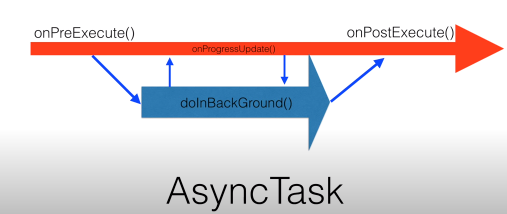 onPreExecute()
onPostExecute()
onProgressUpdate()
doInBackGround()
AsyncTask